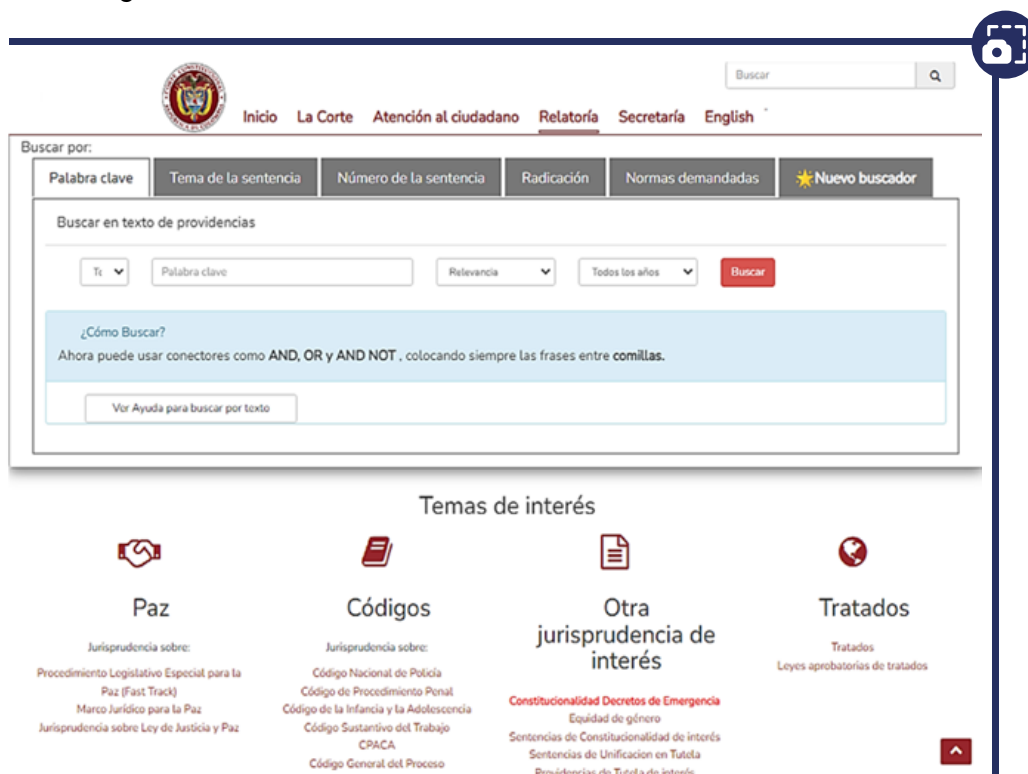 Buscar
Inicio La Corte Atención al ciudadano Relatoría Secretaría English
Buscar por:
Palabra clave Tema de la sentencia Número de la sentencia Radicación Normas demandadas Nuevo buscador
Buscar en texto de providencias
Palabra clave Relevancia Todos los años Buscar
¿Cómo Buscar?
Ahora puede usar conectores como AND, OR y AND NOT , colocando siempre las frases entre comillas.
Ver Ayuda para buscar por texto
Temas de interés
Paz
Jurisprudencia sobre:
Procedimiento Legislativo Especial para la
Paz (Fast Track)
Marco Jurídico para la Paz
Jurisprudencia sobre Ley de Justicia y Paz
Códigos
Jurisprudencia sobre:
Código Nacional de Policía
Código de Procedimiento Penal
Código de la Infancia y la Adolescencia
Código Sustantivo del Trabajo
CPACA
Código General del Proceso
Otra
jurisprudencia de
interés
Constitucionalidad Decretos de Emergencia
Equidad de género
Sentencias de Constitucionalidad de interés
Sentencias de Unificacion en Tutela
Providencias de Tutela de interés
Tratados
Tratados
Leyes aprobatorias de tratados